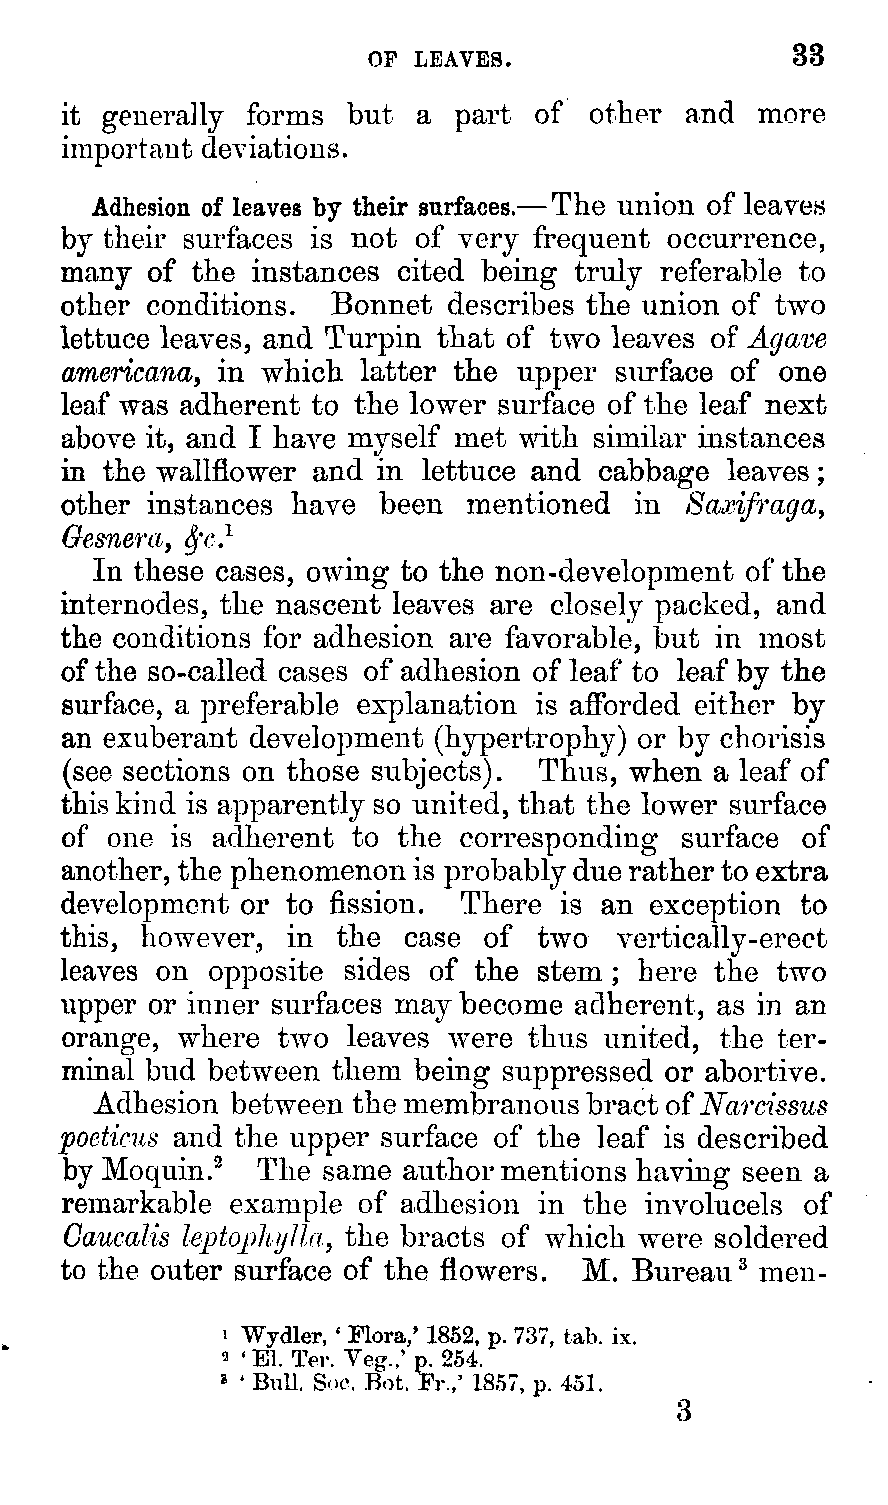 OF LEAVES. 33
it generally forms but a part of other and more
important deviations.
Adhesion of leaves by their surfaces.—The union of leaves
by their surfaces is not of very frequent occurrence,
many of the instances cited being truly referable to
other conditions. Bonnet describes the union of two
lettuce leaves, and Turpin that of two leaves of Agave
americana, in which latter the upper surface of one
leaf was adherent to the lower surface of the leaf next
above it, and I have myself met with similar instances
in the wallflower and in lettuce and cabbage leaves;
other instances have been mentioned in Saxifraga,
Gesnera, &c.¹
In these cases, owing to the non-development of the
internodes, the nascent leaves are closely packed, and
the conditions for adhesion are favorable, but in most
of the so-called cases of adhesion of leaf to leaf by the
surface, a preferable explanation is afforded either by
an exuberant development (hypertrophy) or by chorisis
(see sections on those subjects). Thus, when a leaf of
this kind is apparently so united, that the lower surface
of one is adherent to the corresponding surface of
another, the phenomenon is probably due rather to extra
development or to fission. There is an exception to
this, however, in the case of two vertically-erect
leaves on opposite sides of the stem; here the two
upper or inner surfaces may become adherent, as in an
orange, where two leaves were thus united, the ter-
minal bud between them being suppressed or abortive.
Adhesion between the membranous bract of Narcissus
poeticus and the upper surface of the leaf is described
by Moquin.² The same author mentions having seen a
remarkable example of adhesion in the involucels of
Caucalis leptophylla, the bracts of which were soldered
to the outer surface of the flowers. M. Bureau³ men-
¹ Wydler, ‘Flora,’ 1852, p. 737, tab. ix.
² ‘El. Ter. Veg.,’ p. 254.
³ ‘Bull. Soc. Bot. Fr.,’ 1857, p. 451.
3